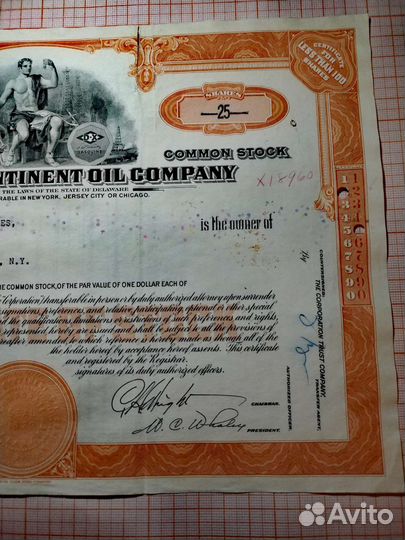 CERTIFICATE
FOR
LESS THAN 100
SHARES
SHARES
25
D-X
GASOLINE
COMMON STOCK
TINENT OIL COMPANY
THE LAWS OF THE STATE OF DELAWARE
X18960
ERABLE IN NEW YORK, JERSEY CITY OR CHICAGO.
ES,
is the owner of
, N.Y.
THE COMMON STOCK, OF THE PAR VALUE OF ONE DOLLAR EACH OF
Corporation) transferable in person or by duly authorized attorney upon surrender
designations, preferences, and relative participating, optional or other special
the qualifications, limitations or restrictions of such preferences and rights,
represented hereby are issued and shall be subject to all the provisions of
reafter amended to which reference is hereby made as though all of the
the holder hereof by acceptance hereof assents. This certificate
and registered by the Registrar.
signatures of its duly authorized officers.
CHAIRMAN.
W. C. Whaley
PRESIDENT.
COUNTERSIGNED:
THE CORPORATION TRUST COMPANY,
TRANSFER AGENT,
By
AUTHORIZED OFFICER.
1 1
2
3
4 4
5 5
6 6
7 7
8 8
9 9
0 0
Avito